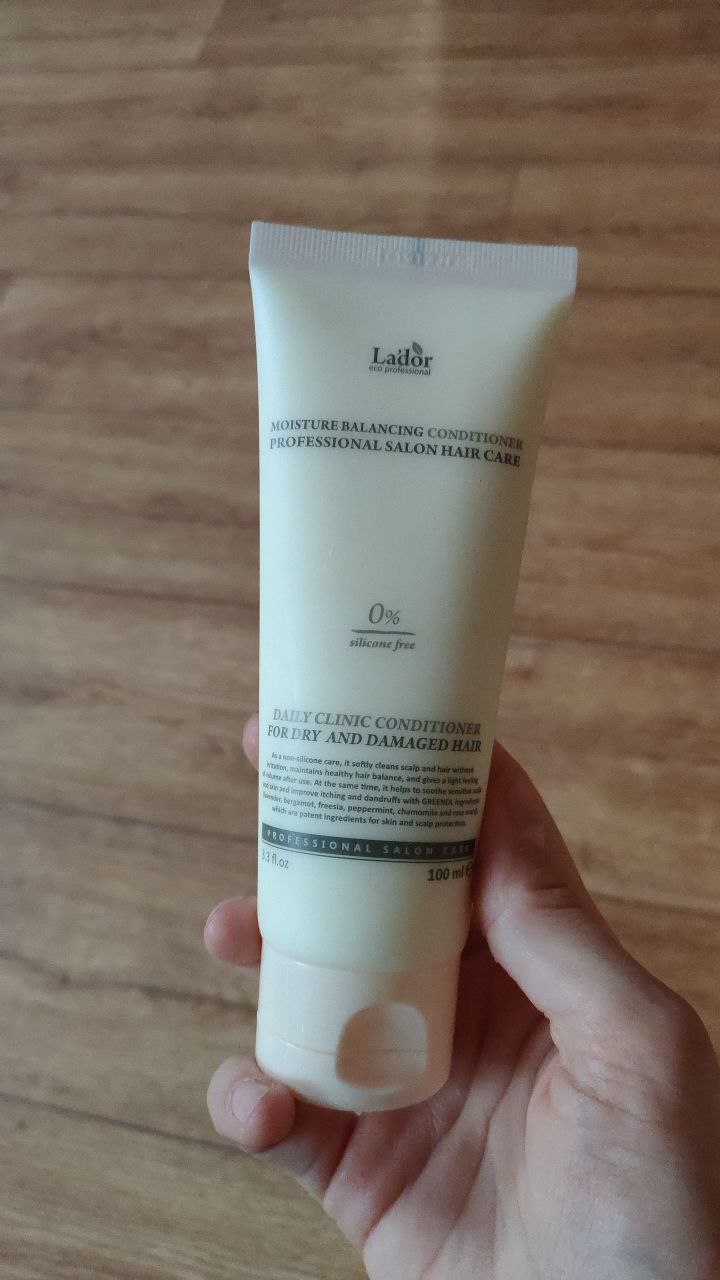 La'dor
eco professional
MOISTURE BALANCING CONDITIONER
PROFESSIONAL SALON HAIR CARE
0%
silicone free
DAILY CLINIC CONDITIONER
FOR DRY AND DAMAGED HAIR
As a non-silicone care, it softly cleans scalp and hair without
irritation, maintains healthy hair balance, and gives a light feeling
of volume after use. At the same time, it helps to soothe sensitive scalp
and skin and improve itching and dandruffs with GREENOL ingredients
lavender, bergamot, freesia, peppermint, chamomile and rose mary,
which are patent ingredients for skin and scalp protection.
PROFESSIONAL SALON CARE
3.3 fl.oz
100 ml e